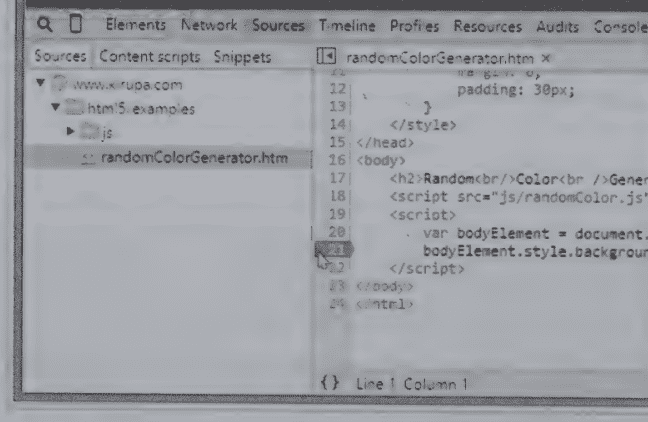 Elements Network Sources Timeline Profiles Resources Audits Console
Sources Content scripts Snippets
randomColorGenerator.htm ×
www.kirupa.com
html5_examples
js
randomColorGenerator.htm
12 padding: 30px;
13 }
14 </style>
15 </head>
16 <body>
17 <h2>Random<br/>Color<br />Gener
18 <script src="js/randomColor.js"
19 <script>
20 var bodyElement = document.
21 bodyElement.style.backgroun
22 </script>
23 </body>
24 </html>
{} Line 1 Column 1